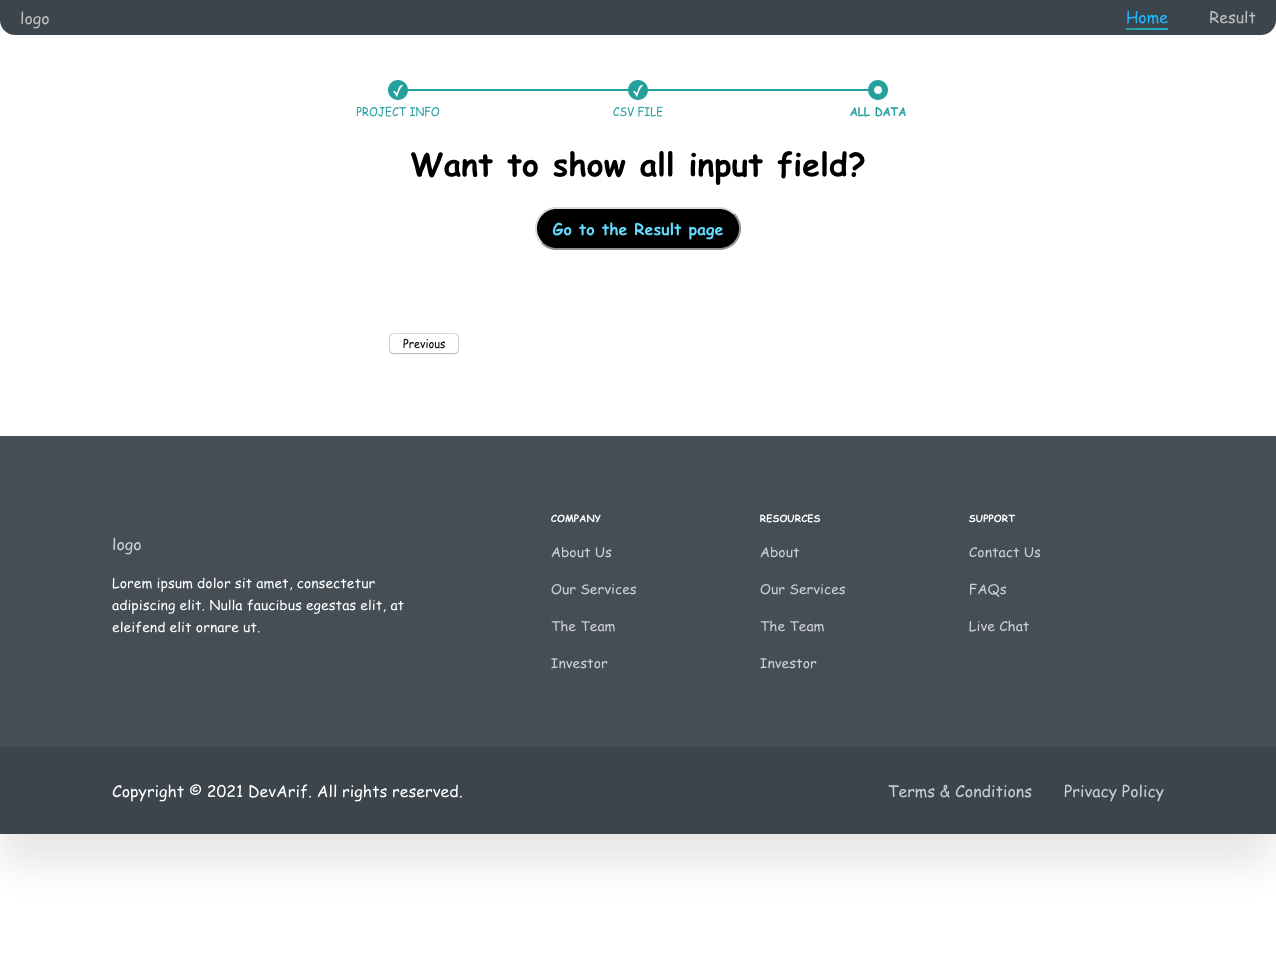 logo
Home
Result
PROJECT INFO
CSV FILE
ALL DATA
Want to show all input field?
Go to the Result page
Previous
logo
Lorem ipsum dolor sit amet, consectetur
adipiscing elit. Nulla faucibus egestas elit, at
eleifend elit ornare ut.
COMPANY
About Us
Our Services
The Team
Investor
RESOURCES
About
Our Services
The Team
Investor
SUPPORT
Contact Us
FAQs
Live Chat
Copyright © 2021 DevArif. All rights reserved.
Terms & Conditions
Privacy Policy